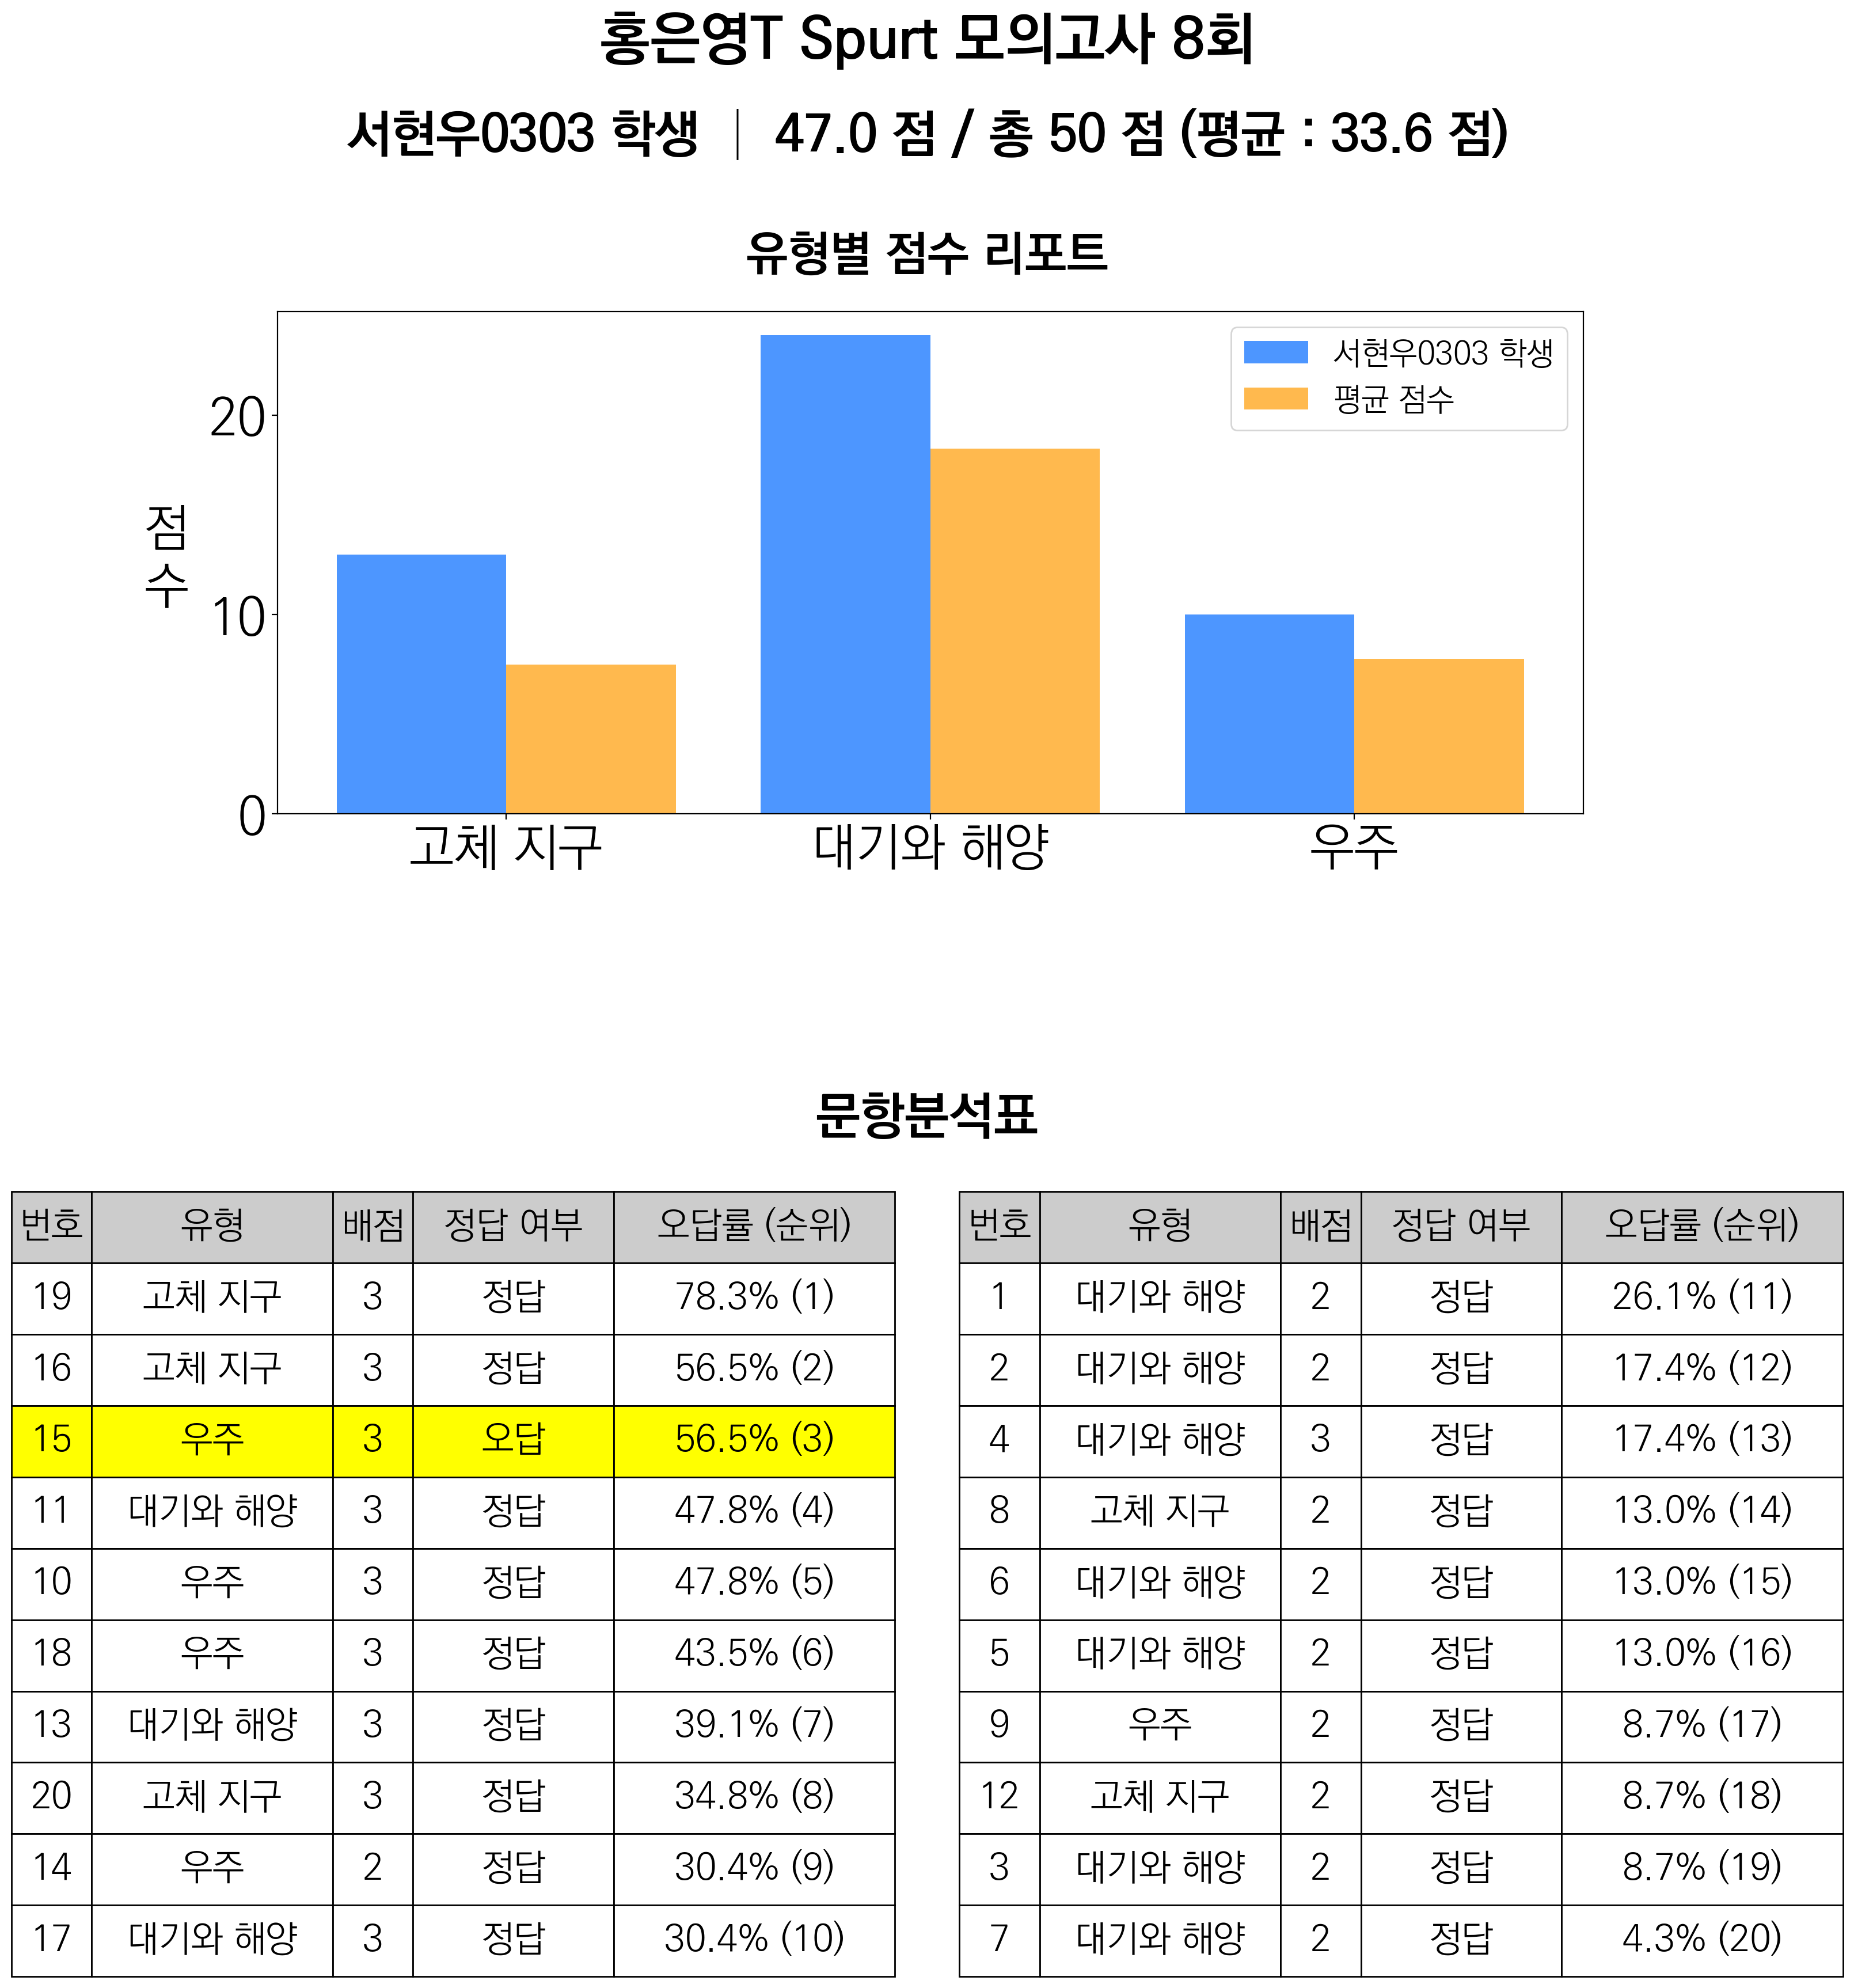 홍은영T Spurt 모의고사 8회
서현우0303 학생 | 47.0 점 / 총 50 점 (평균 : 33.6 점)
유형별 점수 리포트
서현우0303 학생
평균 점수
점
수
20
10
0
고체 지구 대기와 해양 우주
문항분석표
번호 유형 배점 정답 여부 오답률 (순위)
19 고체 지구 3 정답 78.3% (1)
16 고체 지구 3 정답 56.5% (2)
15 우주 3 오답 56.5% (3)
11 대기와 해양 3 정답 47.8% (4)
10 우주 3 정답 47.8% (5)
18 우주 3 정답 43.5% (6)
13 대기와 해양 3 정답 39.1% (7)
20 고체 지구 3 정답 34.8% (8)
14 우주 2 정답 30.4% (9)
17 대기와 해양 3 정답 30.4% (10)
번호 유형 배점 정답 여부 오답률 (순위)
1 대기와 해양 2 정답 26.1% (11)
2 대기와 해양 2 정답 17.4% (12)
4 대기와 해양 3 정답 17.4% (13)
8 고체 지구 2 정답 13.0% (14)
6 대기와 해양 2 정답 13.0% (15)
5 대기와 해양 2 정답 13.0% (16)
9 우주 2 정답 8.7% (17)
12 고체 지구 2 정답 8.7% (18)
3 대기와 해양 2 정답 8.7% (19)
7 대기와 해양 2 정답 4.3% (20)